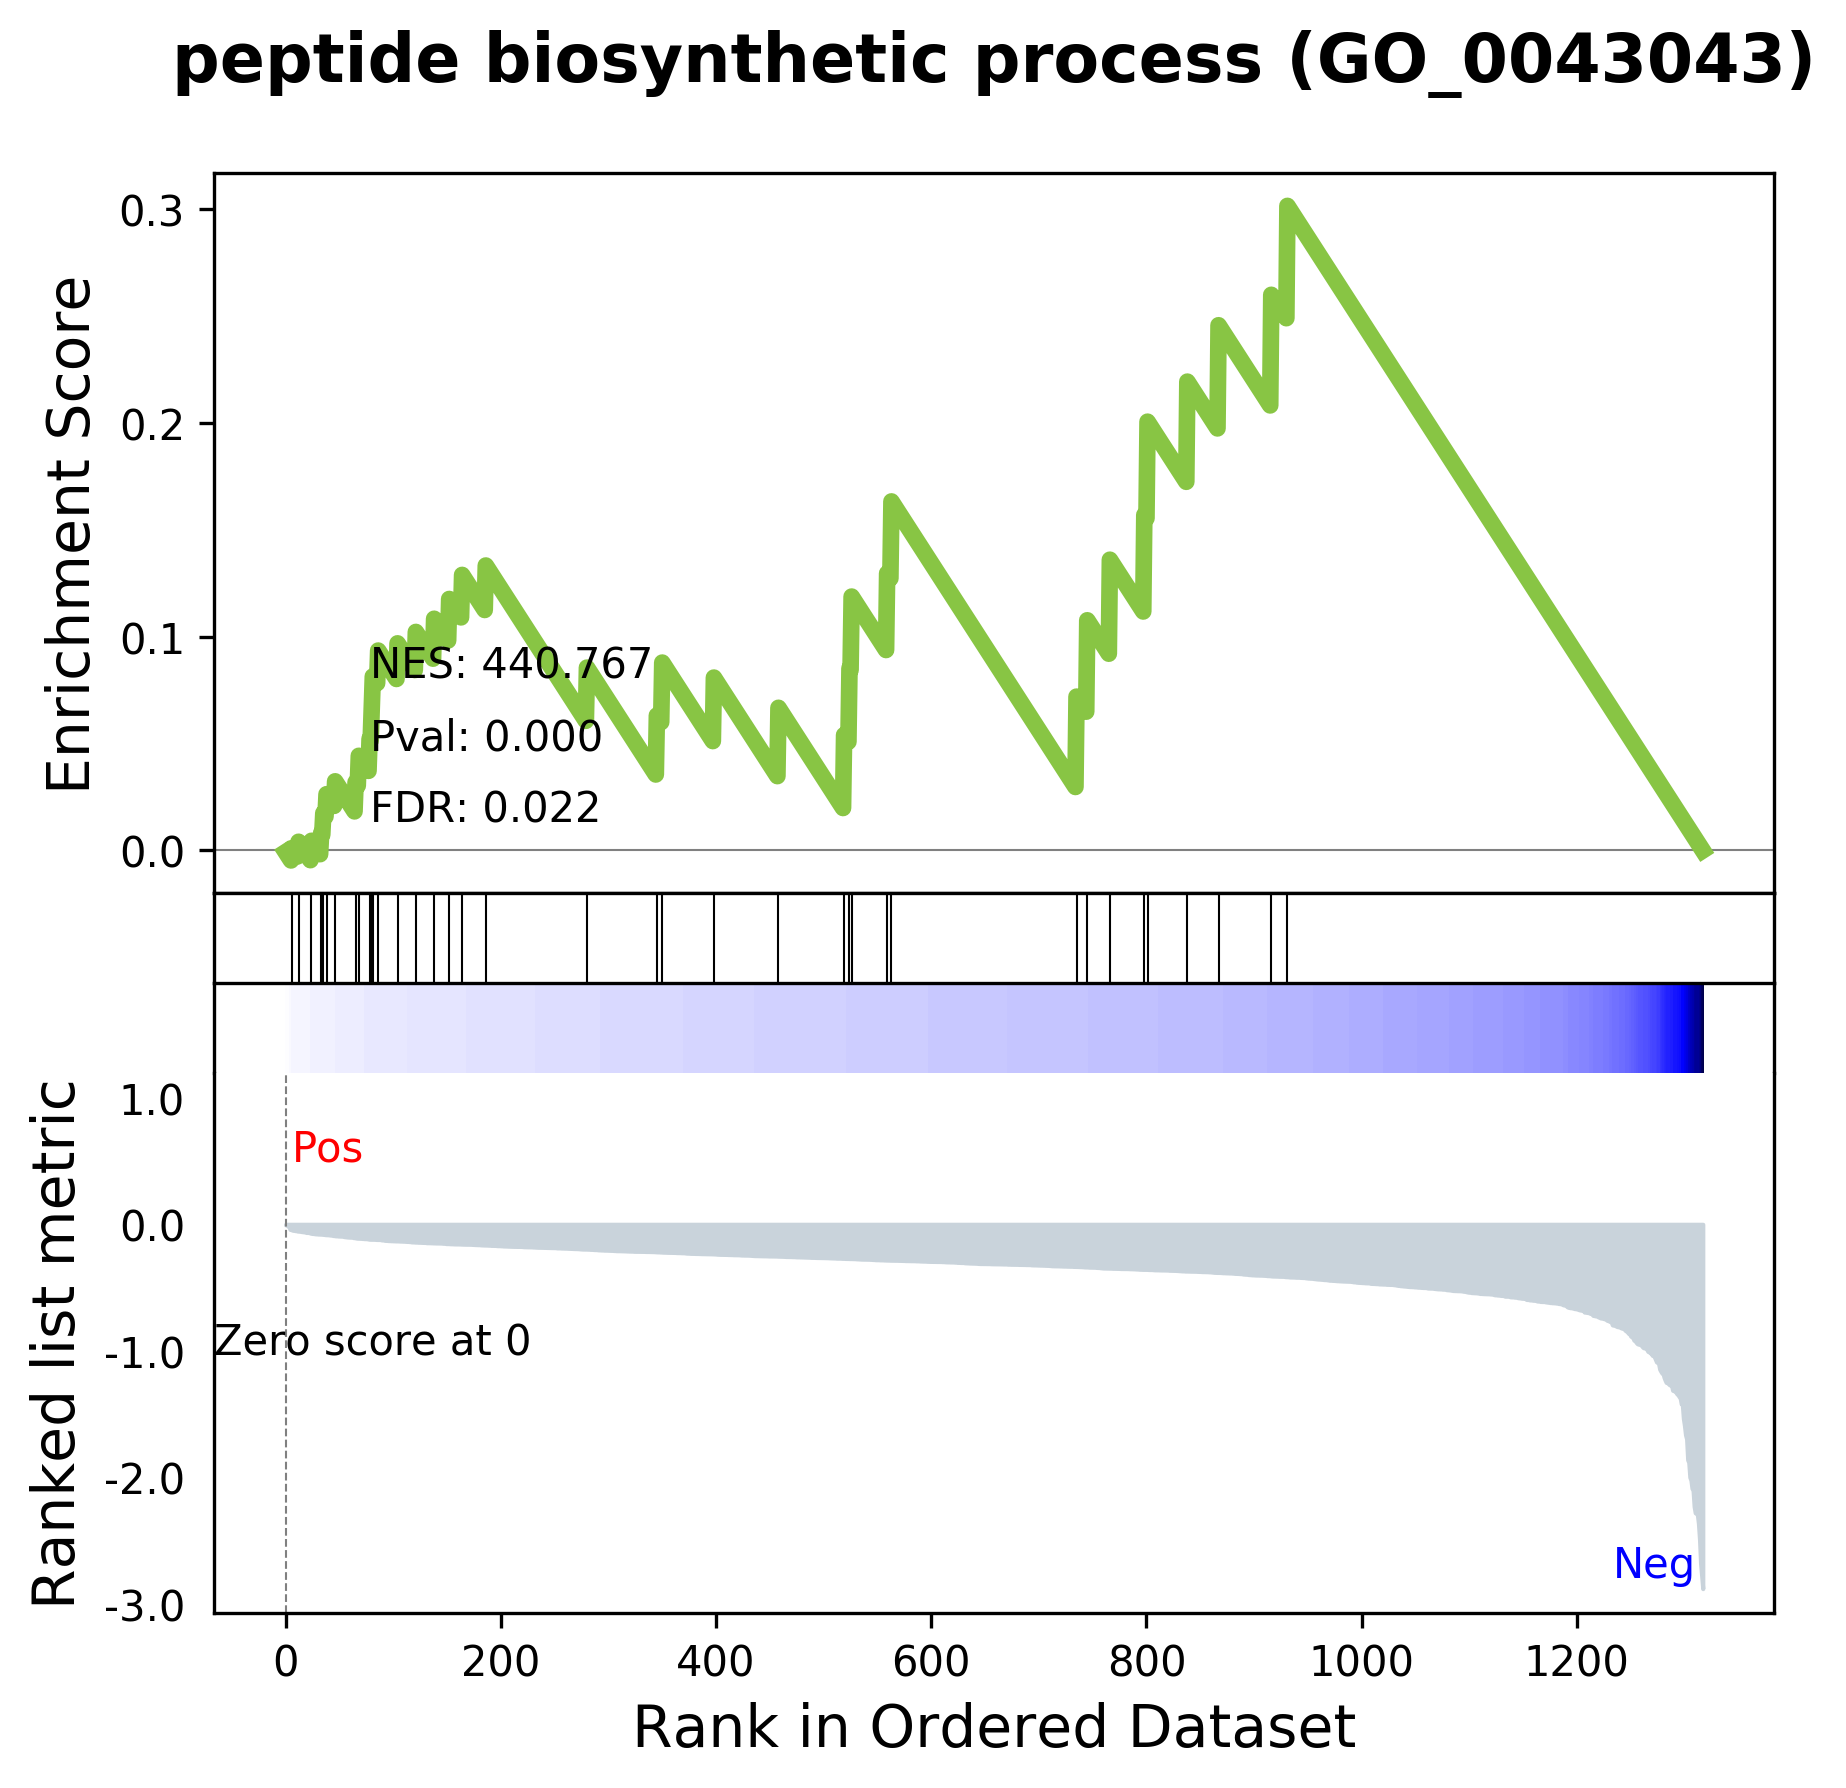 peptide biosynthetic process (GO_0043043)
Enrichment Score
0.3
0.2
0.1
0.0
NES: 440.767
Pval: 0.000
FDR: 0.022
Ranked list metric
1.0
0.0
-1.0
-2.0
-3.0
Pos
Zero score at 0
Neg
0 200 400 600 800 1000 1200
Rank in Ordered Dataset